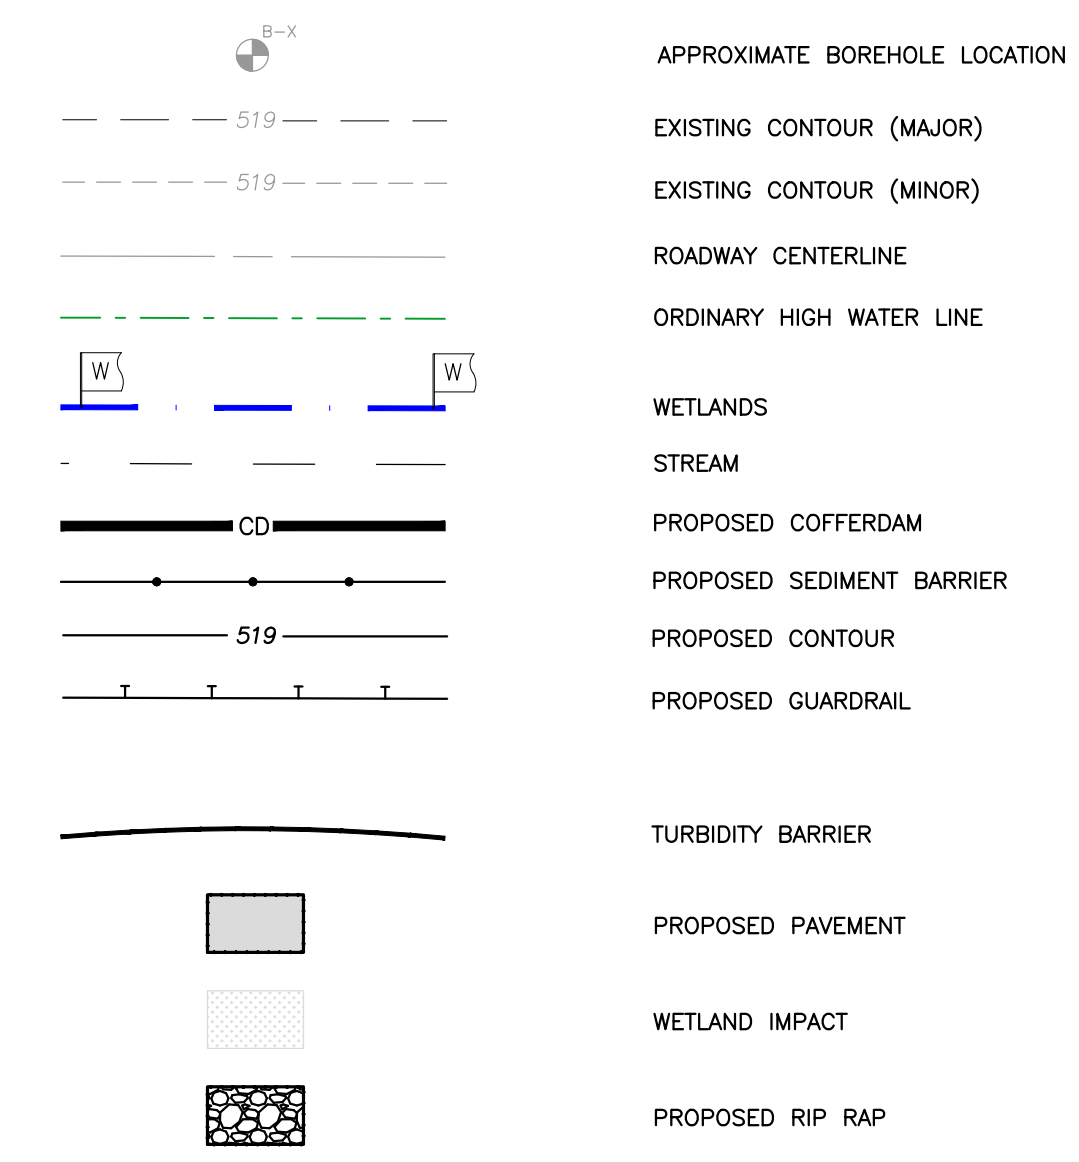 B-X
APPROXIMATE BOREHOLE LOCATION
519
EXISTING CONTOUR (MAJOR)
519
EXISTING CONTOUR (MINOR)
ROADWAY CENTERLINE
ORDINARY HIGH WATER LINE
W W
WETLANDS
STREAM
CD
PROPOSED COFFERDAM
PROPOSED SEDIMENT BARRIER
519
PROPOSED CONTOUR
PROPOSED GUARDRAIL
TURBIDITY BARRIER
PROPOSED PAVEMENT
WETLAND IMPACT
PROPOSED RIP RAP